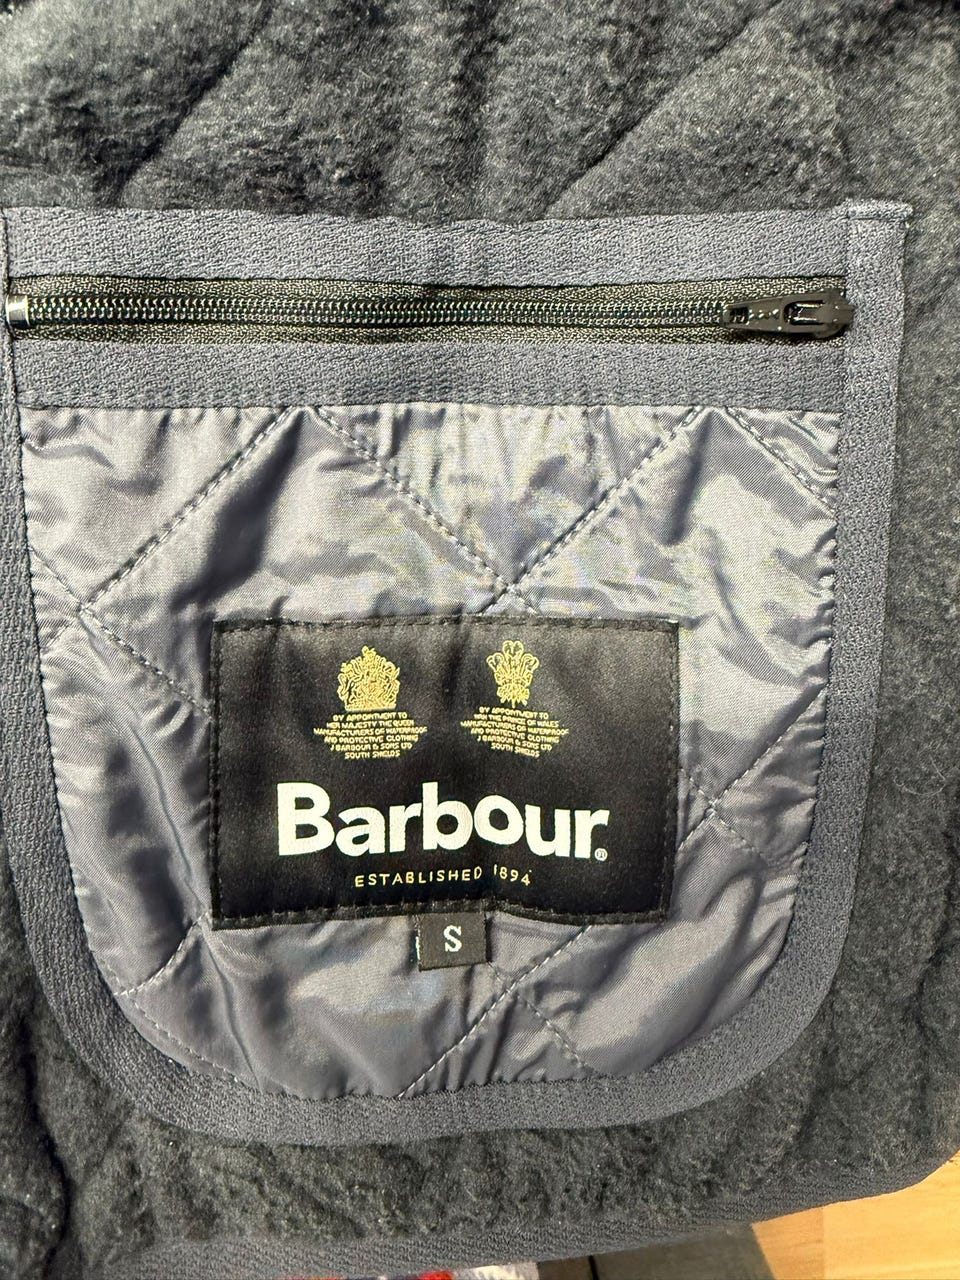 BY APPOINTMENT TO
HER MAJESTY THE QUEEN
MANUFACTURERS OF WATERPROOF
AND PROTECTIVE CLOTHING
J BARBOUR & SONS LTD
SOUTH SHIELDS
BY APPOINTMENT TO
HRH THE PRINCE OF WALES
MANUFACTURERS OF WATERPROOF
AND PROTECTIVE CLOTHING
J BARBOUR & SONS LTD
SOUTH SHIELDS
Barbour®
ESTABLISHED 1894
S